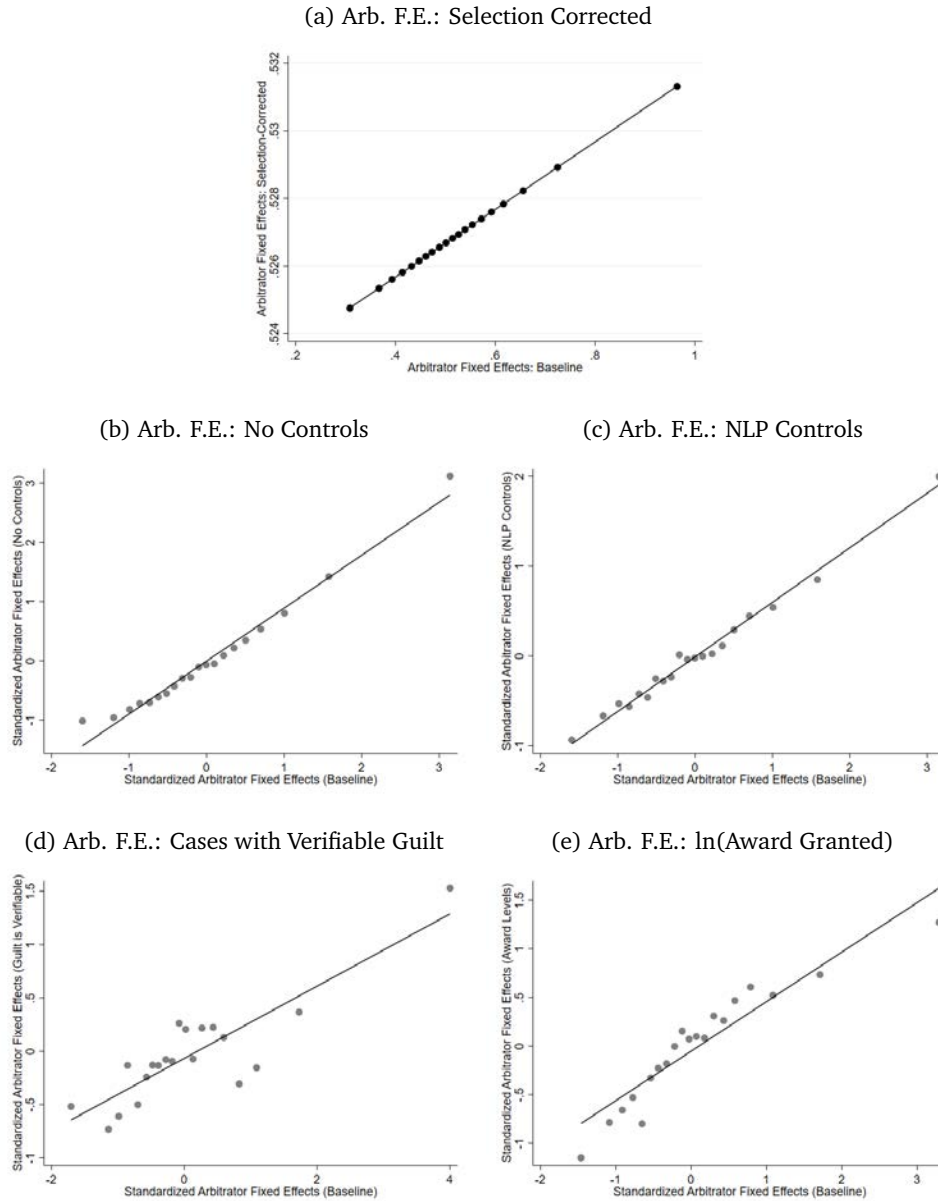 (a) Arb. F.E.: Selection Corrected
Arbitrator Fixed Effects: Selection-Corrected
.532
.53
.528
.526
.524
.2 .4 .6 .8 1
Arbitrator Fixed Effects: Baseline
(b) Arb. F.E.: No Controls
Standardized Arbitrator Fixed Effects (No Controls)
3
2
1
0
-1
-2 -1 0 1 2 3
Standardized Arbitrator Fixed Effects (Baseline)
(c) Arb. F.E.: NLP Controls
Standardized Arbitrator Fixed Effects (NLP Controls)
2
1
0
-1
-2 -1 0 1 2 3
Standardized Arbitrator Fixed Effects (Baseline)
(d) Arb. F.E.: Cases with Verifiable Guilt
Standardized Arbitrator Fixed Effects (Guilt is Verifiable)
1.5
1
.5
0
-.5
-1
-2 0 2 4
Standardized Arbitrator Fixed Effects (Baseline)
(e) Arb. F.E.: ln(Award Granted)
Standardized Arbitrator Fixed Effects (Award Levels)
1.5
1
.5
0
-.5
-1
-2 -1 0 1 2 3
Standardized Arbitrator Fixed Effects (Baseline)